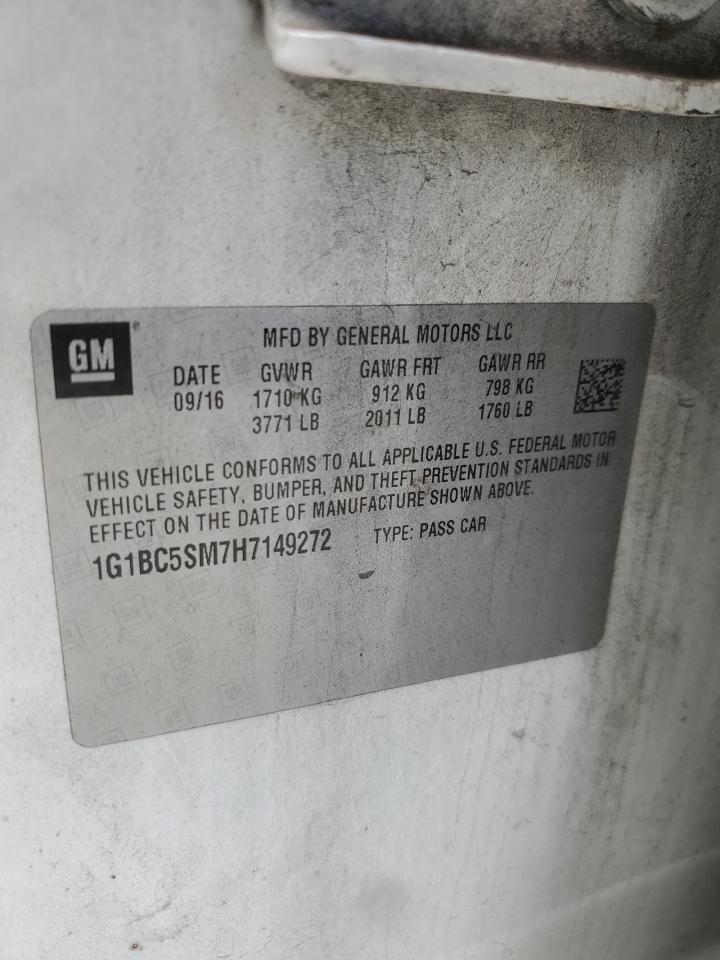 GM
MFD BY GENERAL MOTORS LLC
DATE GVWR GAWR FRT GAWR RR
09/16 1710 KG 912 KG 798 KG
3771 LB 2011 LB 1760 LB
THIS VEHICLE CONFORMS TO ALL APPLICABLE U.S. FEDERAL MOTOR
VEHICLE SAFETY, BUMPER, AND THEFT PREVENTION STANDARDS IN
EFFECT ON THE DATE OF MANUFACTURE SHOWN ABOVE.
1G1BC5SM7H7149272 TYPE: PASS CAR